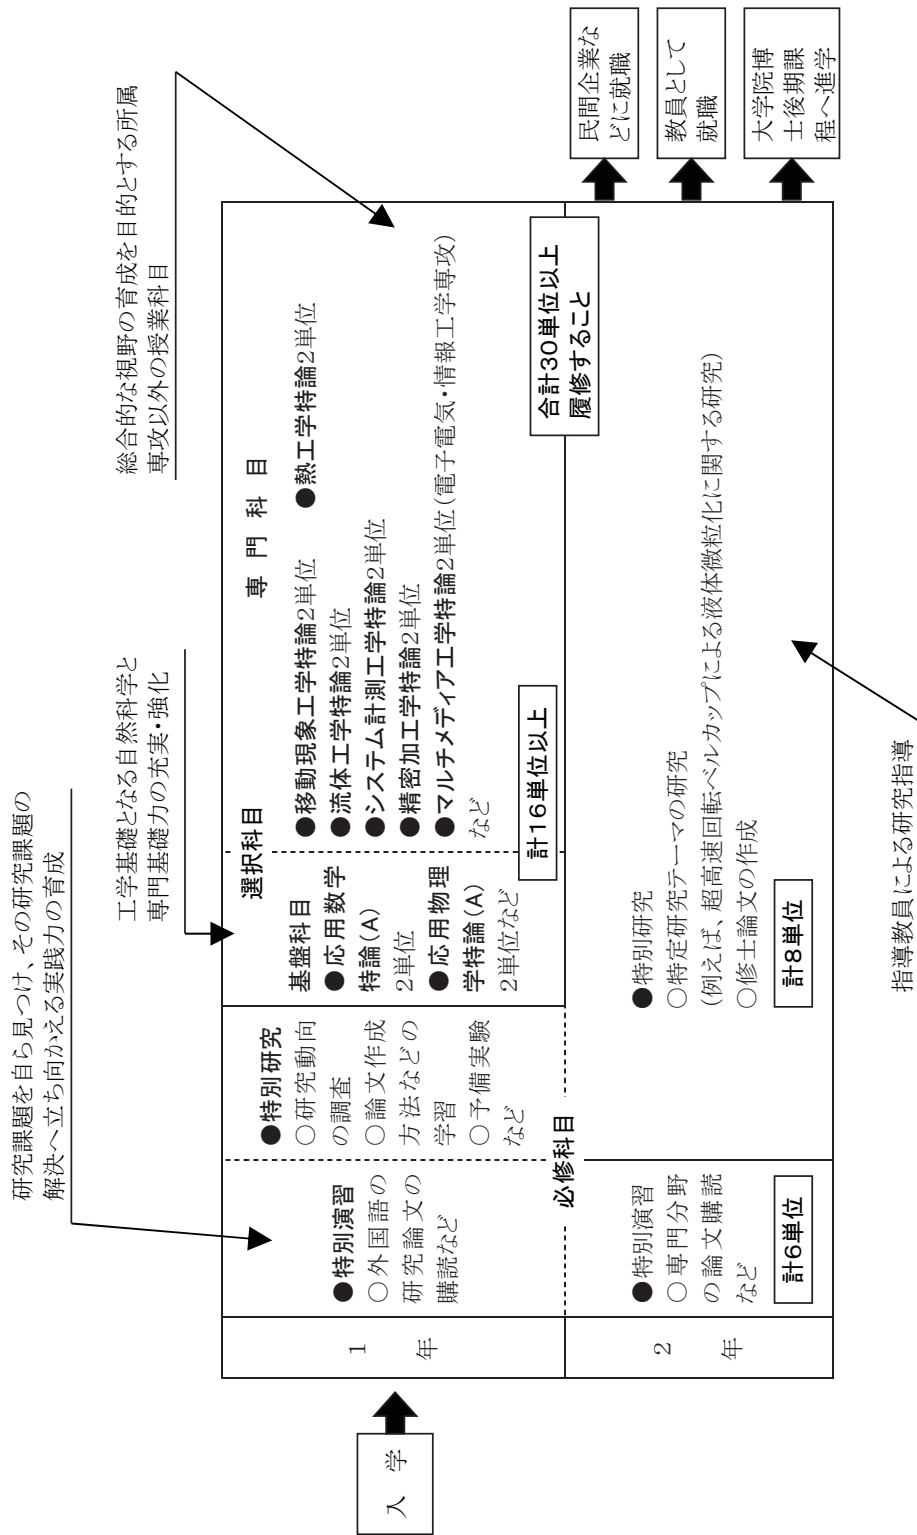 研究課題を自ら見つけ、その研究課題の
解決へ立ち向かえる実践力の育成
工学基礎となる自然科学と
専門基礎力の充実・強化
総合的な視野の育成を目的とする所属
専攻以外の授業科目
入　学
1　年
●特別演習
○外国語の
研究論文の
購読など
●特別研究
○研究動向
の調査
○論文作成
方法などの
学習
○予備実験
など
選択科目
基盤科目
●応用数学
特論(A)
2単位
●応用物理
学特論(A)
2単位など
専　門　科　目
●移動現象工学特論2単位
●熱工学特論2単位
●流体工学特論2単位
●システム計測工学特論2単位
●精密加工学特論2単位
●マルチメディア工学特論2単位(電子電気・情報工学専攻)
など
計16単位以上
合計30単位以上
履修すること
必修科目
2　年
●特別演習
○専門分野
の論文購読
など
計6単位
●特別研究
○特定研究テーマの研究
(例えば、超高速回転ベルカップによる液体微粒化に関する研究)
○修士論文の作成
計8単位
民間企業な
どに就職
教員として
就職
大学院博
士後期課
程へ進学
指導教員による研究指導